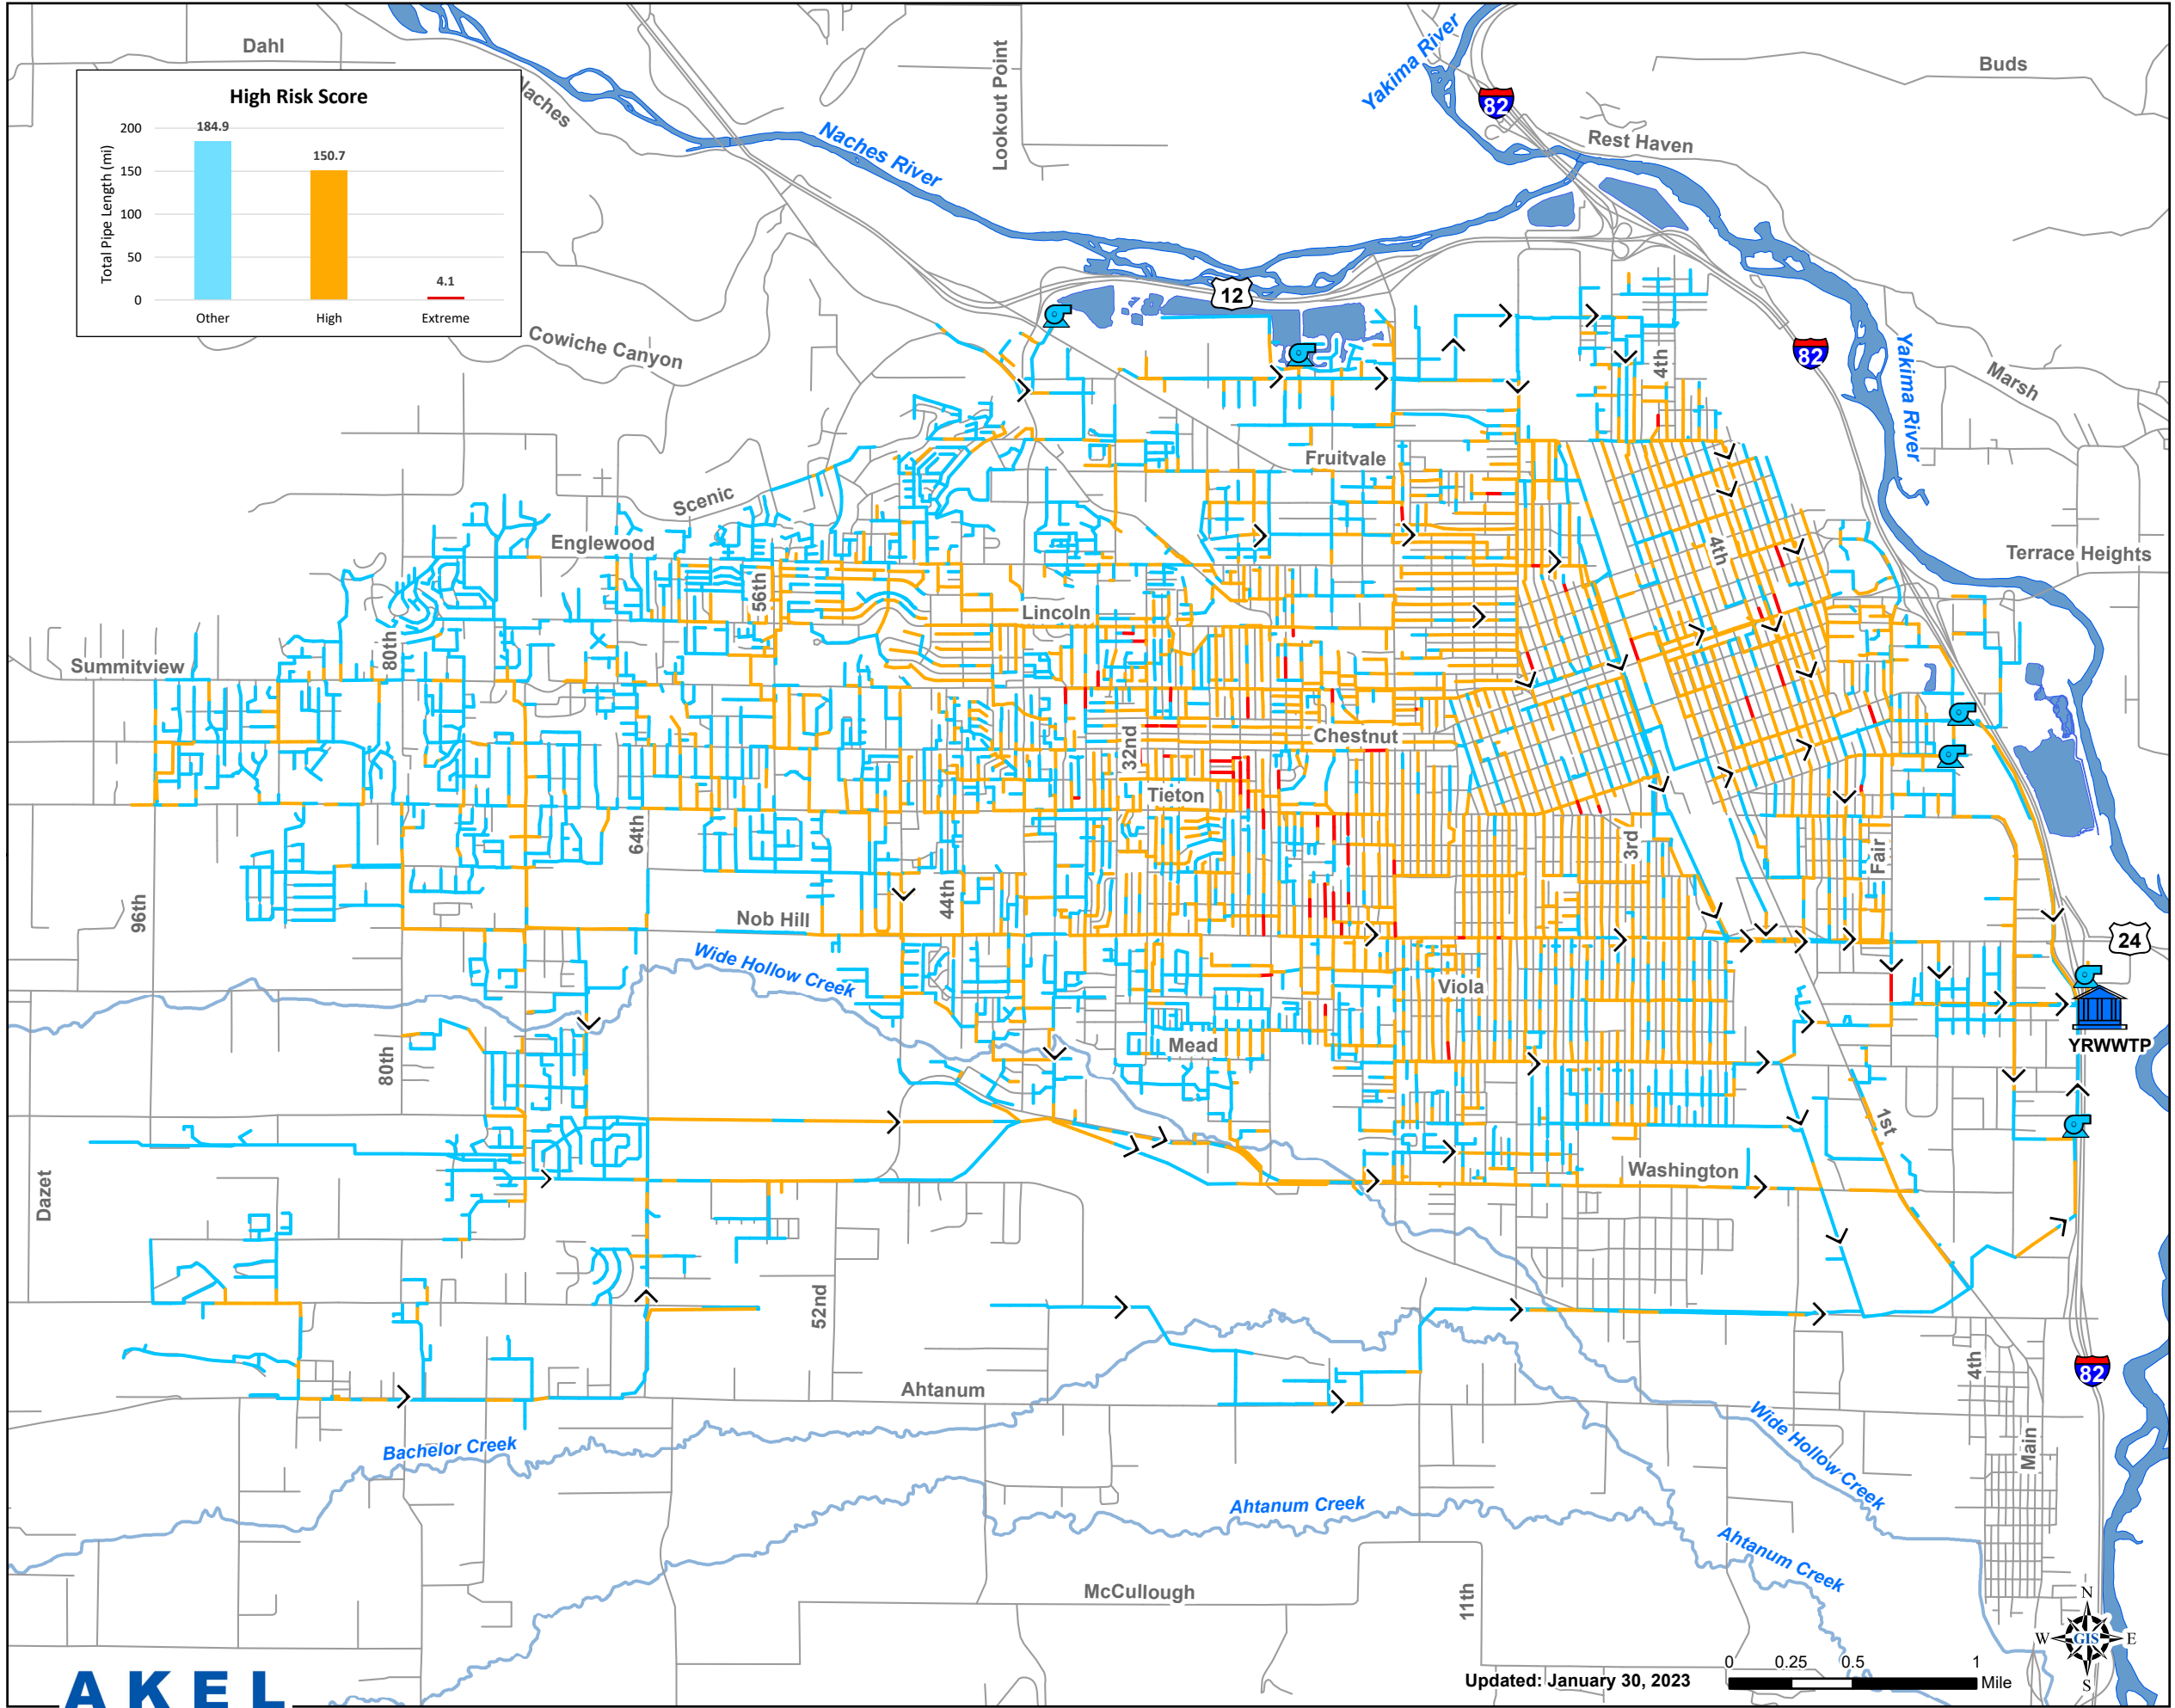 Dahl
Buds
Yakima River
82
Lookout Point
Naches
Naches River
Rest Haven
High Risk Score
Total Pipe Length (mi)
200
150
100
50
0
184.9
150.7
4.1
Other
High
Extreme
12
Cowiche Canyon
82
Yakima River
4th
Marsh
Fruitvale
Scenic
Englewood
4th
Terrace Heights
56th
Lincoln
80th
Summitview
32nd
Chestnut
Tieton
64th
3rd
Fair
96th
44th
Nob Hill
24
Wide Hollow Creek
Viola
Mead
YRWWTP
80th
1st
Washington
Dazet
52nd
4th
82
Ahtanum
Main
Wide Hollow Creek
Bachelor Creek
Ahtanum Creek
Ahtanum Creek
McCullough
11th
N
W GIS E
S
0 0.25 0.5 1
Mile
Updated: January 30, 2023
AKEL